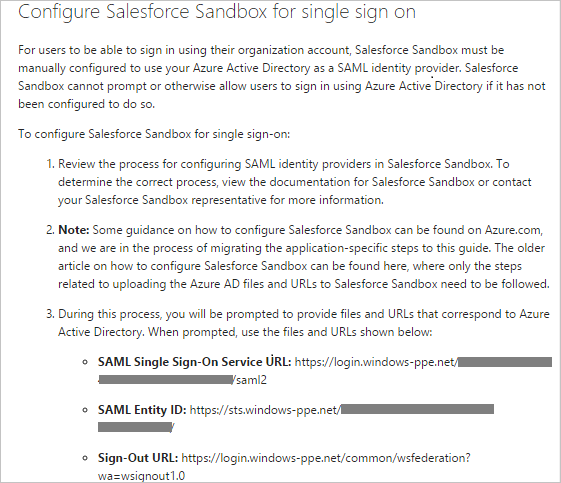 Configure Salesforce Sandbox for single sign on
For users to be able to sign in using their organization account, Salesforce Sandbox must be
manually configured to use your Azure Active Directory as a SAML identity provider. Salesforce
Sandbox cannot prompt or otherwise allow users to sign in using Azure Active Directory if it has not
been configured to do so.
To configure Salesforce Sandbox for single sign-on:
1. Review the process for configuring SAML identity providers in Salesforce Sandbox. To
determine the correct process, view the documentation for Salesforce Sandbox or contact
your Salesforce Sandbox representative for more information.
2. Note: Some guidance on how to configure Salesforce Sandbox can be found on Azure.com,
and we are in the process of migrating the application-specific steps to this guide. The older
article on how to configure Salesforce Sandbox can be found here, where only the steps
related to uploading the Azure AD files and URLs to Salesforce Sandbox need to be followed.
3. During this process, you will be prompted to provide files and URLs that correspond to Azure
Active Directory. When prompted, use the files and URLs shown below:
SAML Single Sign-On Service URL: https://login.windows-ppe.net/
/saml2
SAML Entity ID: https://sts.windows-ppe.net/
/
Sign-Out URL: https://login.windows-ppe.net/common/wsfederation?
wa=wsignout1.0